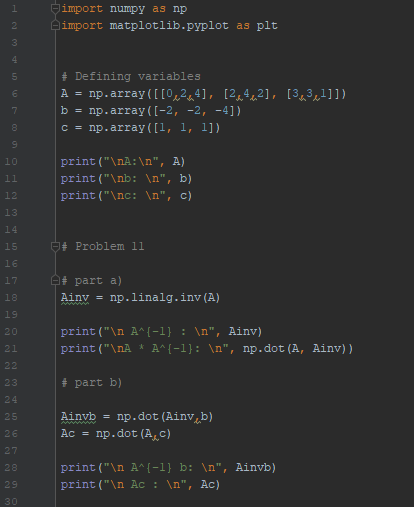 1 import numpy as np
2 import matplotlib.pyplot as plt
3
4
5 # Defining variables
6 A = np.array([[0,2,4], [2,4,2], [3,3,1]])
7 b = np.array([-2, -2, -4])
8 c = np.array([1, 1, 1])
9
10 print("\nA:\n", A)
11 print("\nb: \n", b)
12 print("\nc: \n", c)
13
14
15 # Problem 11
16
17 # part a)
18 Ainv = np.linalg.inv(A)
19
20 print("\n A^{-1} : \n", Ainv)
21 print("\nA * A^{-1}: \n", np.dot(A, Ainv))
22
23 # part b)
24
25 Ainvb = np.dot(Ainv,b)
26 Ac = np.dot(A,c)
27
28 print("\n A^{-1} b: \n", Ainvb)
29 print("\n Ac : \n", Ac)
30